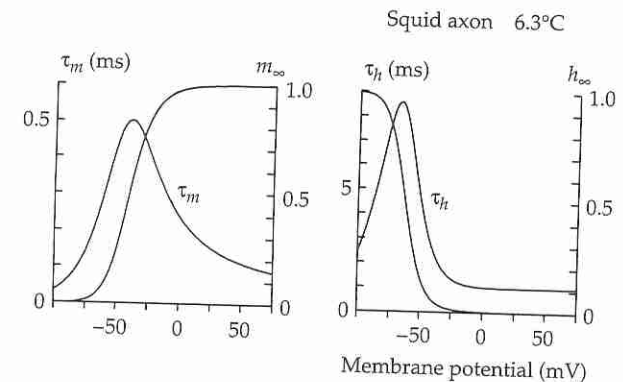 Squid axon 6.3°C
τm (ms)
m∞
0.5
0
1.0
0.5
0
τm
−50 0 50
τh (ms)
h∞
5
0
1.0
0.5
0
τh
−50 0 50
Membrane potential (mV)